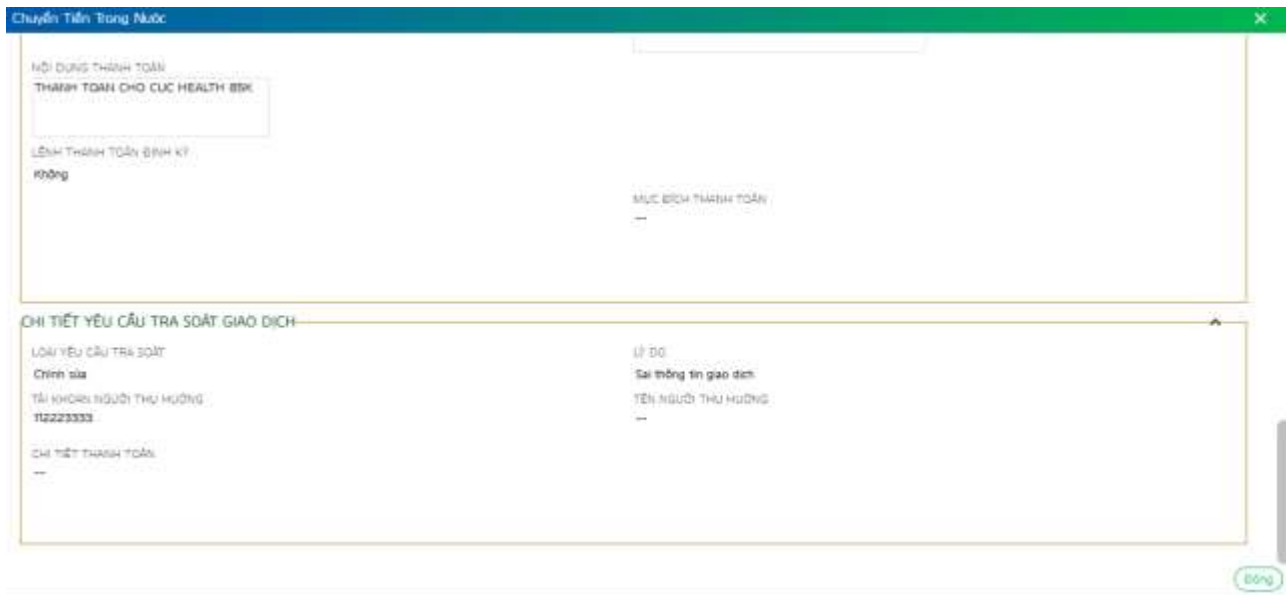 Chuyển Tiền Trong Nước
NỘI DUNG THANH TOÁN
THANH TOAN CHO CUC HEALTH BSK
LỆNH THANH TOÁN ĐỊNH KỲ
Không
MỤC ĐÍCH THANH TOÁN
---
CHI TIẾT YÊU CẦU TRA SOÁT GIAO DỊCH
LOẠI YÊU CẦU TRA SOÁT
LÝ DO
Chỉnh sửa
Sai thông tin giao dịch
TÀI KHOẢN NGƯỜI THỤ HƯỞNG
TÊN NGƯỜI THỤ HƯỞNG
112223333
---
CHI TIẾT THANH TOÁN
---
Đóng